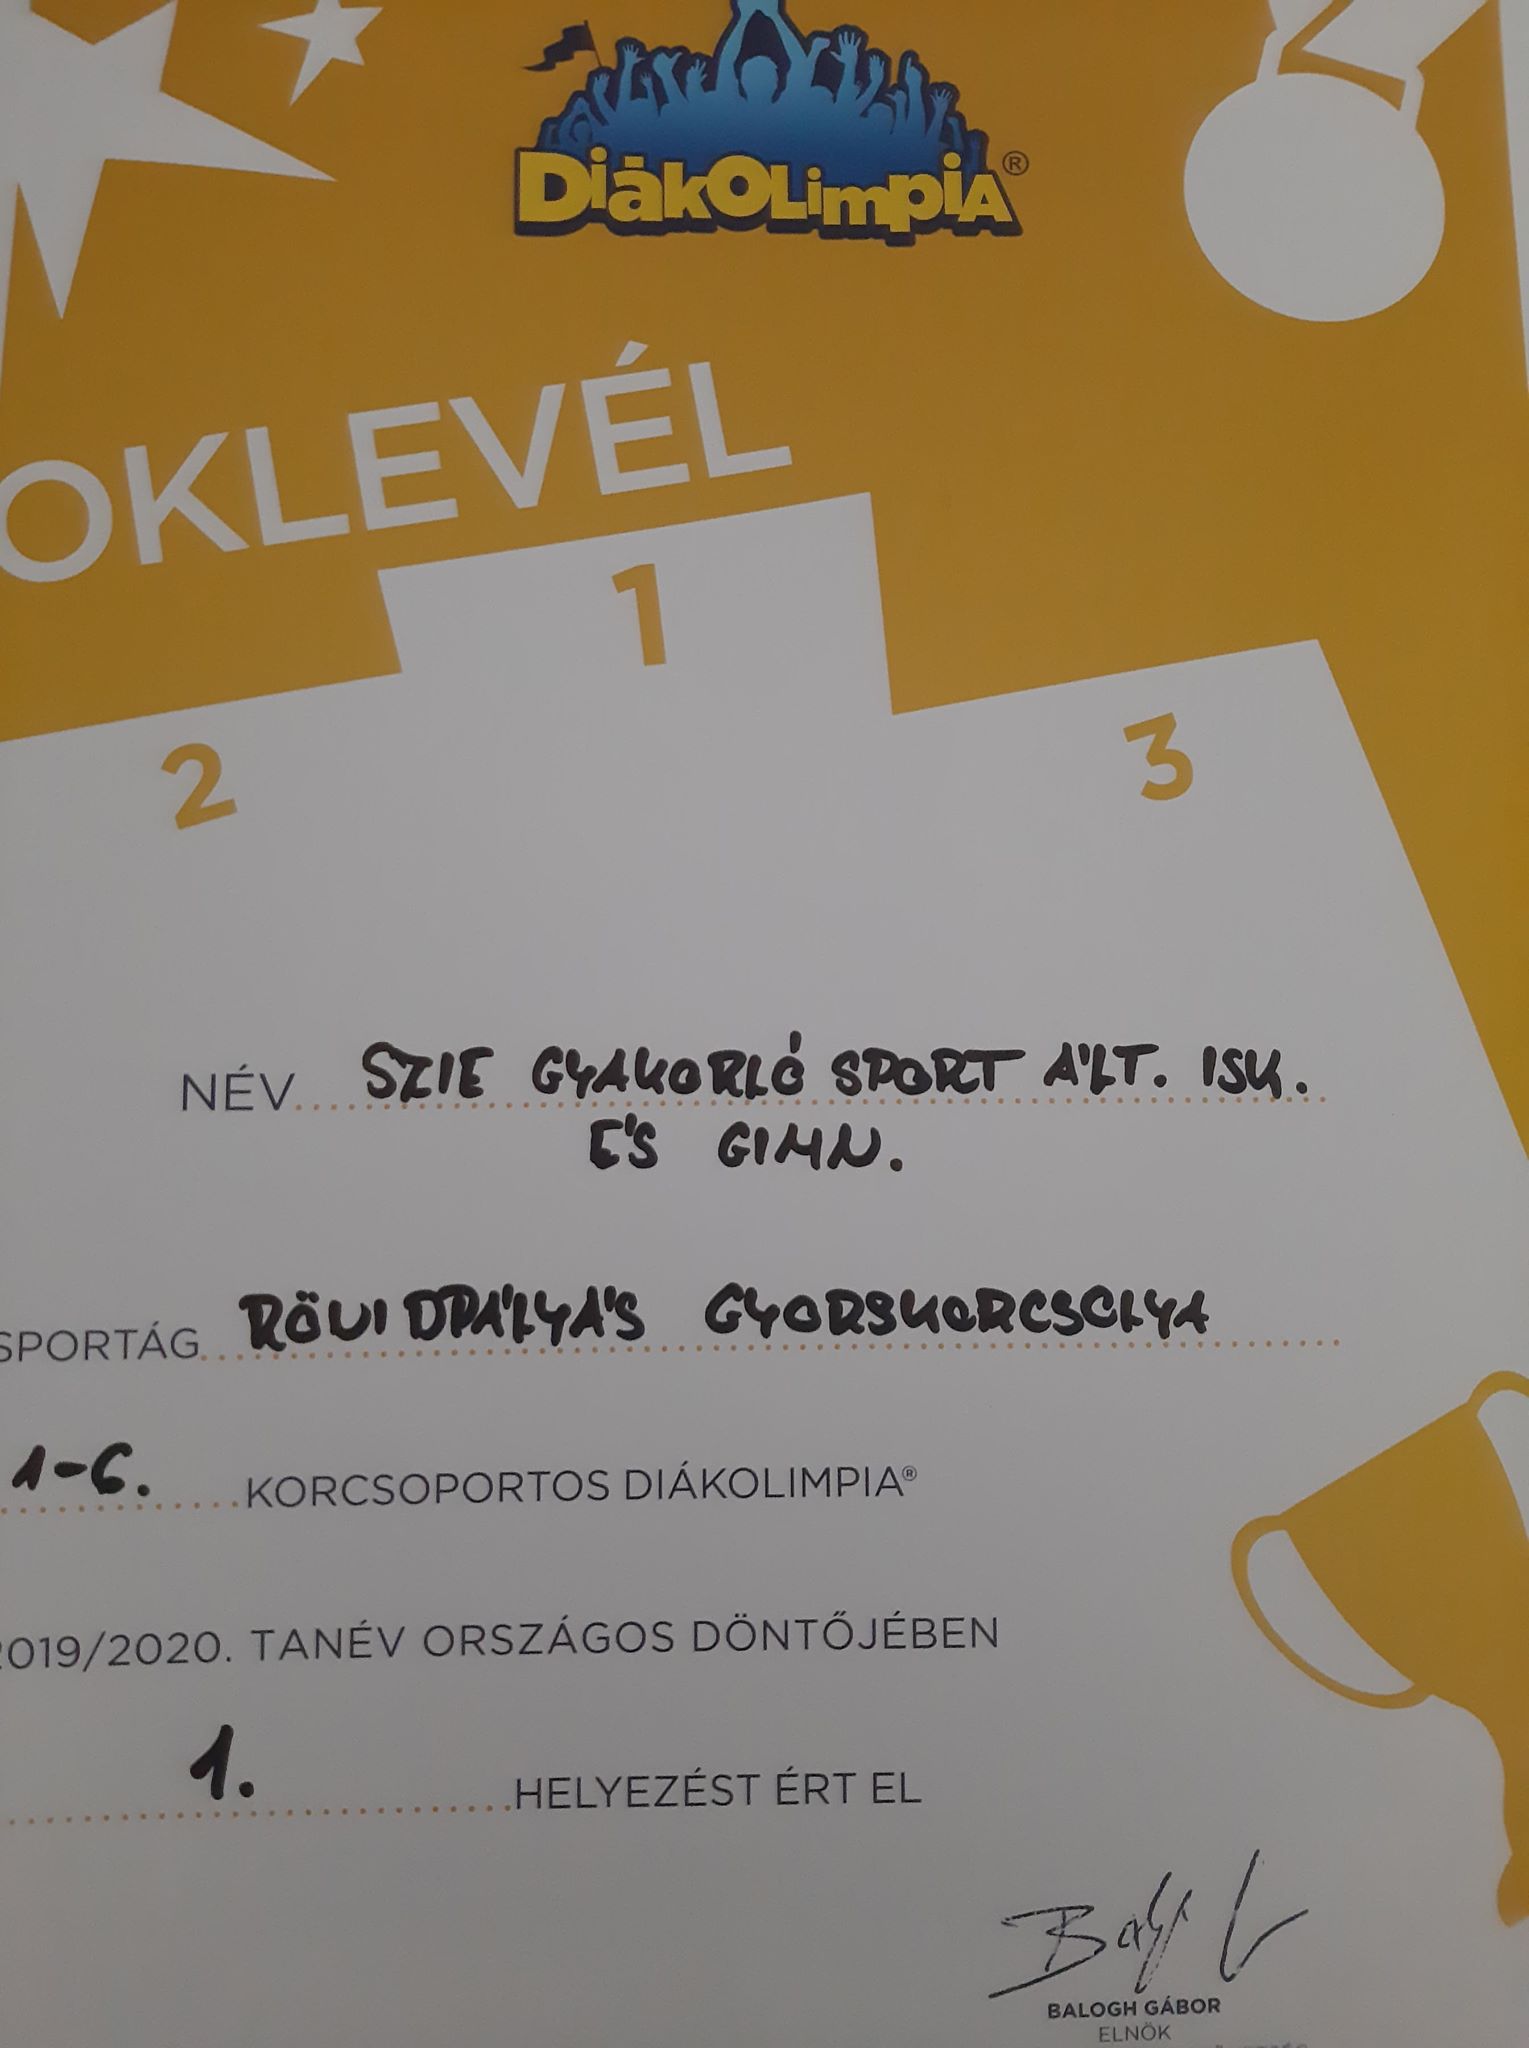 DiákOLimpiA®
OKLEVÉL
1
2
3
NÉV SZIE GYAKORLÓ SPORT ÁLT. ISK.
ÉS GIMN.
SPORTÁG RÖVIDPÁLYÁS GYORSKORCSOLYA
1-6. KORCSOPORTOS DIÁKOLIMPIA®
2019/2020. TANÉV ORSZÁGOS DÖNTŐJÉBEN
1. HELYEZÉST ÉRT EL
BALOGH GÁBOR
ELNÖK